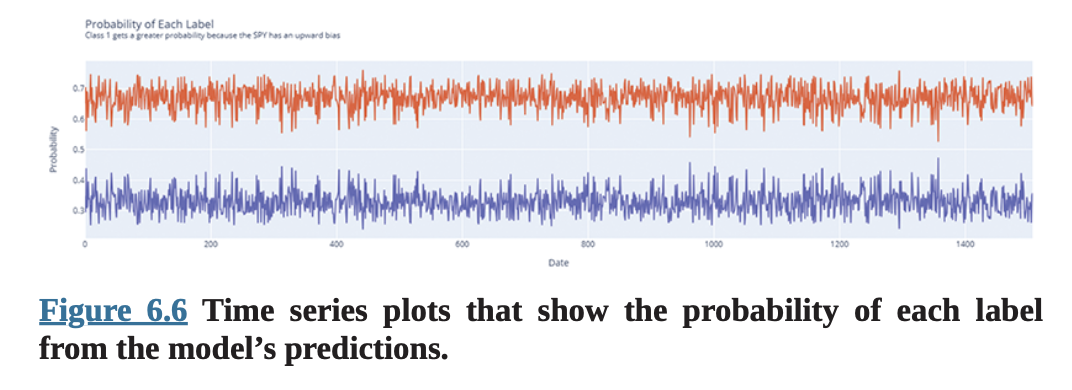 Probability of Each Label
Class 1 gets a greater probability because the SPY has an upward bias
0.7
0.6
0.5
0.4
0.3
Probability
0 200 400 600 800 1000 1200 1400
Date
Figure 6.6 Time series plots that show the probability of each label
from the model’s predictions.